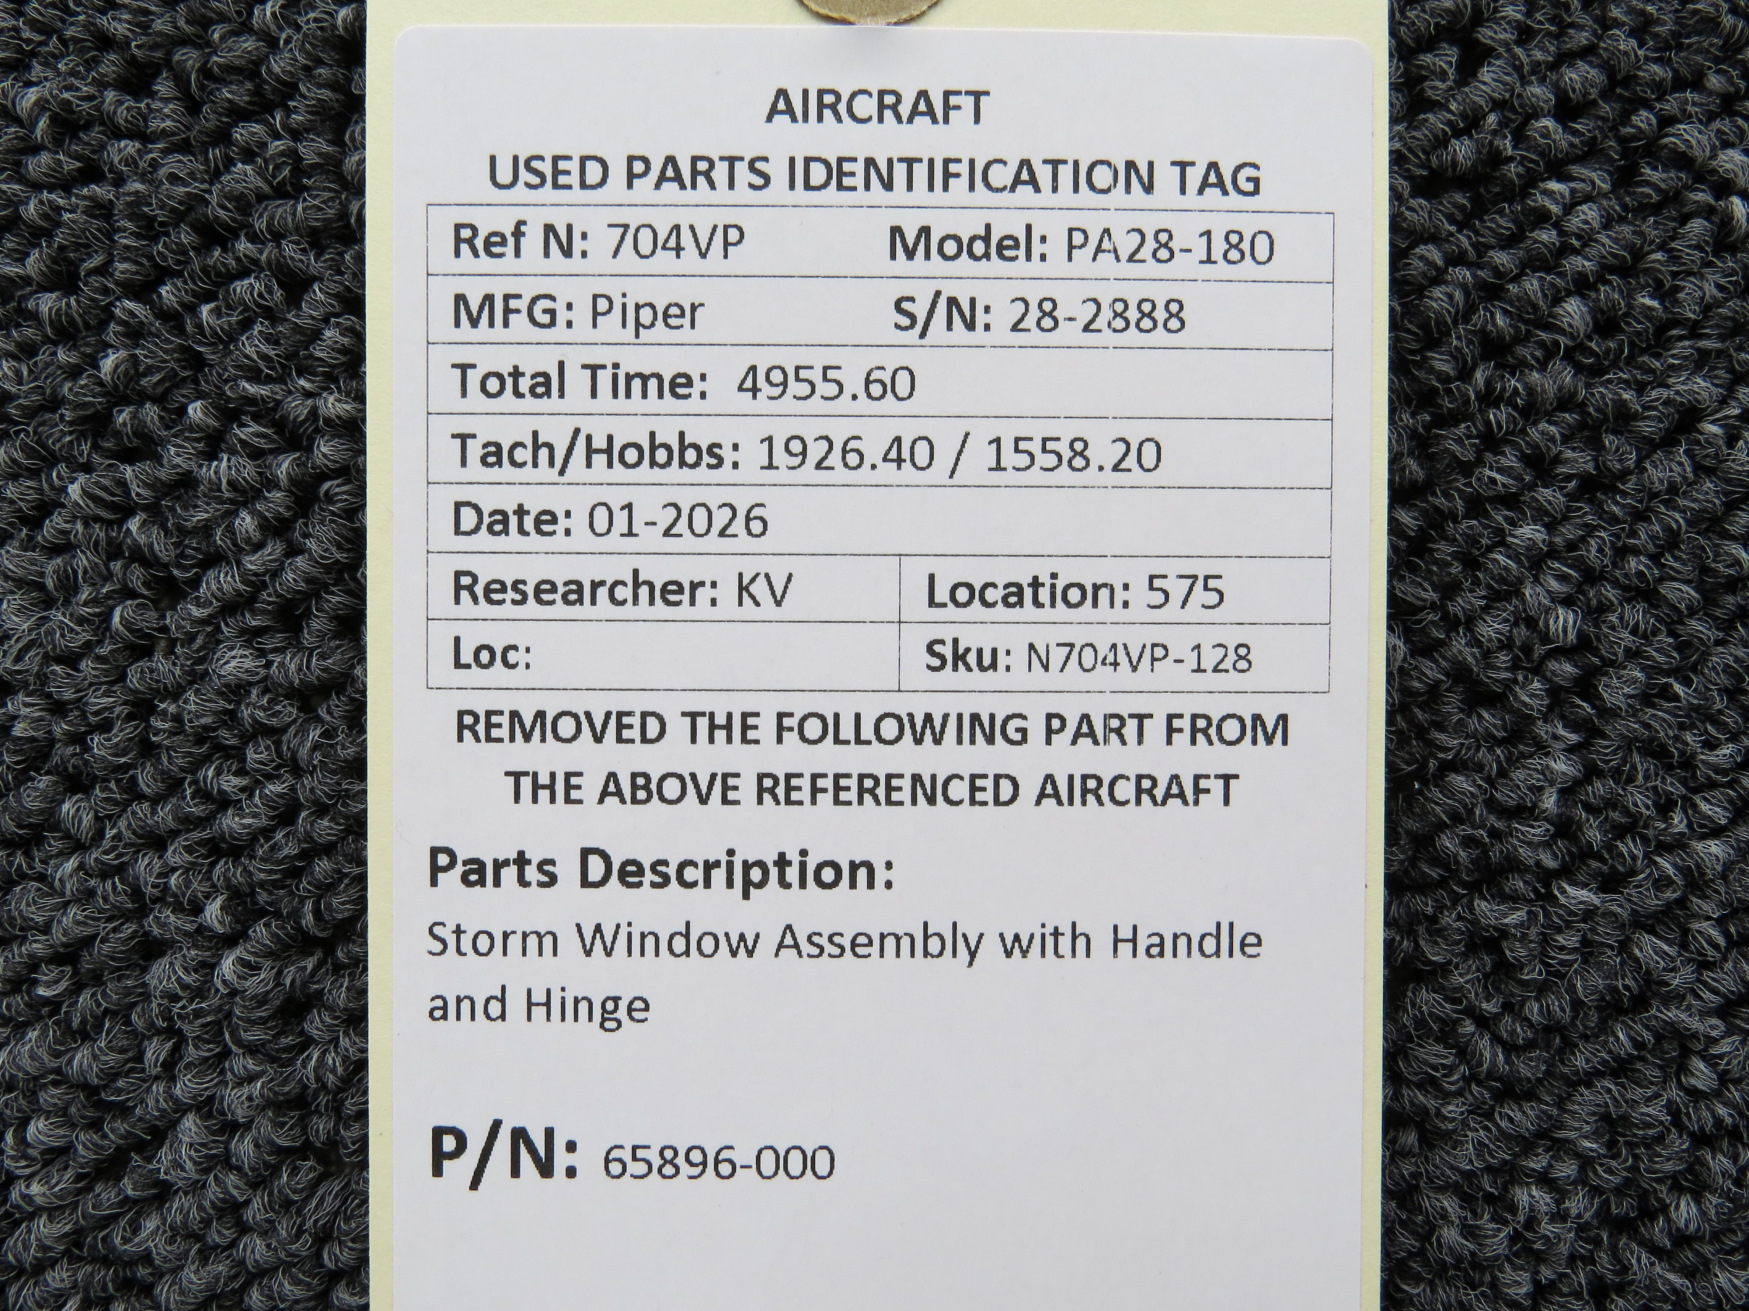 AIRCRAFT
USED PARTS IDENTIFICATION TAG
Ref N: 704VP Model: PA28-180
MFG: Piper S/N: 28-2888
Total Time: 4955.60
Tach/Hobbs: 1926.40 / 1558.20
Date: 01-2026
Researcher: KV Location: 575
Loc: Sku: N704VP-128
REMOVED THE FOLLOWING PART FROM
THE ABOVE REFERENCED AIRCRAFT
Parts Description:
Storm Window Assembly with Handle
and Hinge
P/N: 65896-000